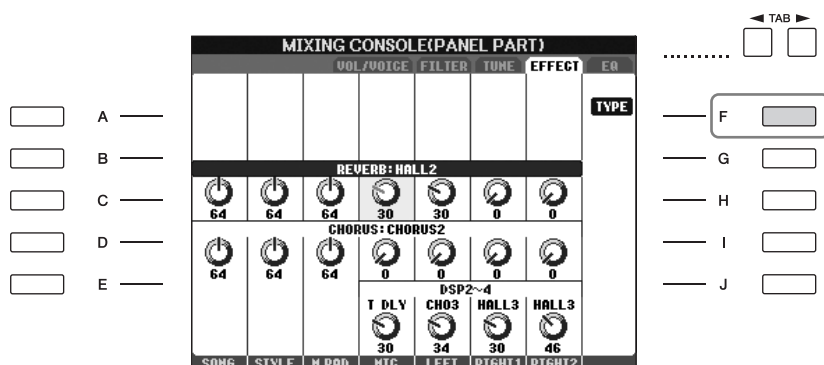 ◄ TAB ►
MIXING CONSOLE(PANEL PART)
VOL/VOICE FILTER TUNE EFFECT EQ
A
TYPE
F
B
G
REVERB:HALL2
C
H
64 64 64 30 30 0 0
CHORUS:CHORUS2
D
I
64 64 64 0 0 0 0
E
J
DSP2~4
T DLY CHO3 HALL3 HALL3
30 34 30 46
SONG STYLE M.PAD MIC LEFT RIGHT1 RIGHT2